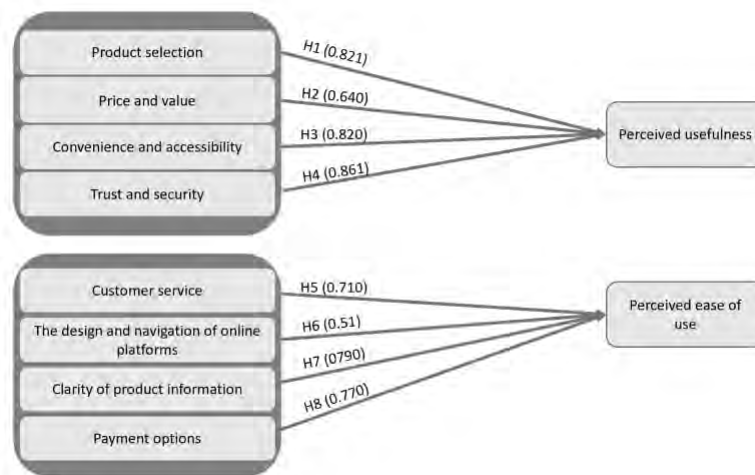 Product selection
Price and value
Convenience and accessibility
Trust and security
H1 (0.821)
H2 (0.640)
H3 (0.820)
H4 (0.861)
Perceived usefulness
Customer service
The design and navigation of online
platforms
Clarity of product information
Payment options
H5 (0.710)
H6 (0.51)
H7 (0790)
H8 (0.770)
Perceived ease of
use